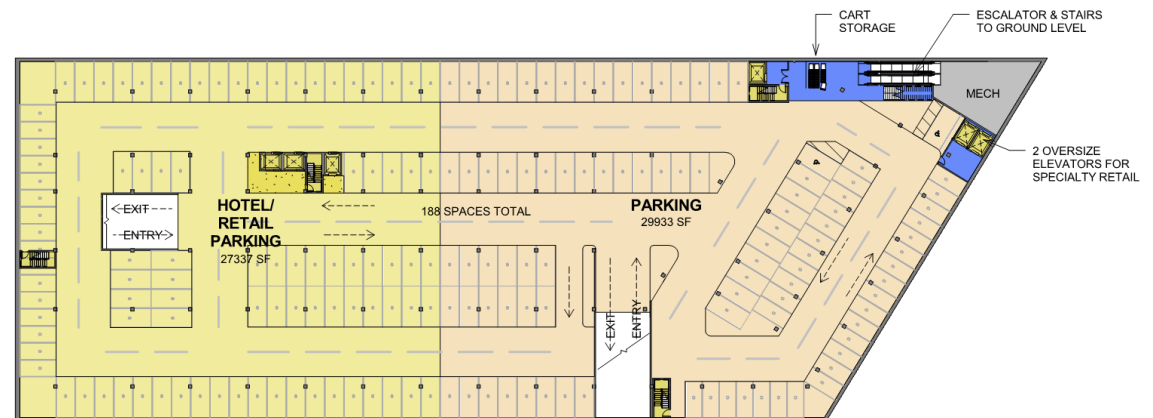 CART
STORAGE
ESCALATOR & STAIRS
TO GROUND LEVEL
MECH
2 OVERSIZE
ELEVATORS FOR
SPECIALTY RETAIL
EXIT
ENTRY
HOTEL/
RETAIL
PARKING
27337 SF
188 SPACES TOTAL
PARKING
29933 SF
EXIT
ENTRY